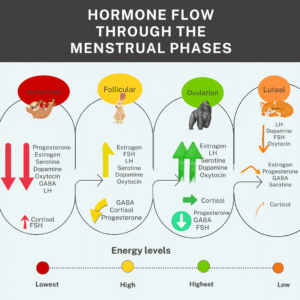 HORMONE FLOW
THROUGH THE
MENSTRUAL PHASES
Follicular
Ovulation
Luteal
Progesterone
Estrogen
Serotine
Dopamine
Oxytocin
GABA
LH
Cortisol
FSH
Estrogen
FSH
LH
Serotine
Dopamine
Oxytocin
GABA
Cortisol
Progesterone
Estrogen
LH
Serotine
Dopamine
Oxytocin
Cortisol
Progesterone
GABA
FSH
LH
Dopamine
FSH
Oxytocin
Estrogen
Progesterone
GABA
Serotine
Cortisol
Energy levels
Lowest
High
Highest
Low